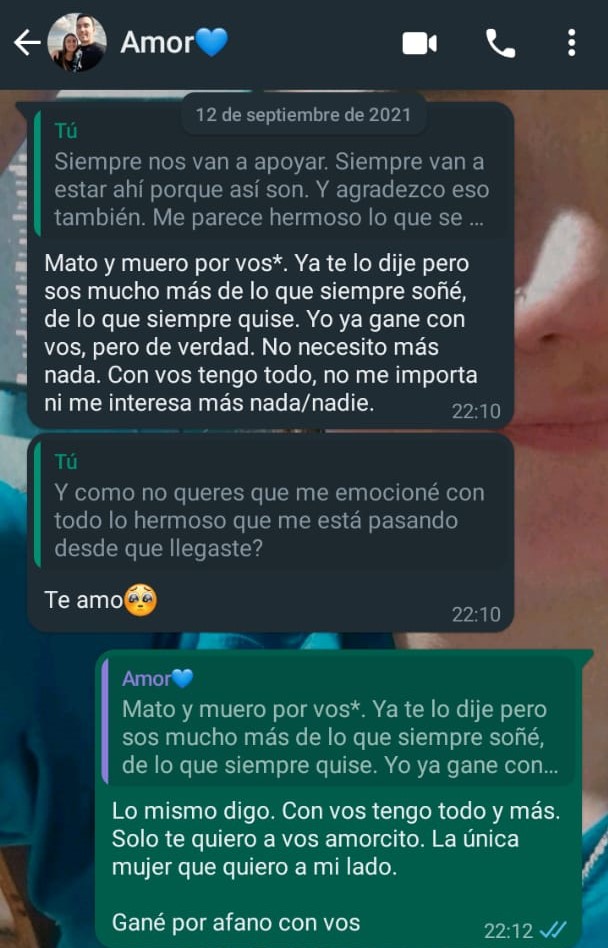 Amor💙
12 de septiembre de 2021
Tú
Siempre nos van a apoyar. Siempre van a
estar ahí porque así son. Y agradezco eso
también. Me parece hermoso lo que se ...
Mato y muero por vos*. Ya te lo dije pero
sos mucho más de lo que siempre soñé,
de lo que siempre quise. Yo ya gane con
vos, pero de verdad. No necesito más
nada. Con vos tengo todo, no me importa
ni me interesa más nada/nadie.
22:10
Tú
Y como no queres que me emocioné con
todo lo hermoso que me está pasando
desde que llegaste?
Te amo🥺
22:10
Amor💙
Mato y muero por vos*. Ya te lo dije pero
sos mucho más de lo que siempre soñé,
de lo que siempre quise. Yo ya gane con...
Lo mismo digo. Con vos tengo todo y más.
Solo te quiero a vos amorcito. La única
mujer que quiero a mi lado.
Gané por afano con vos
22:12